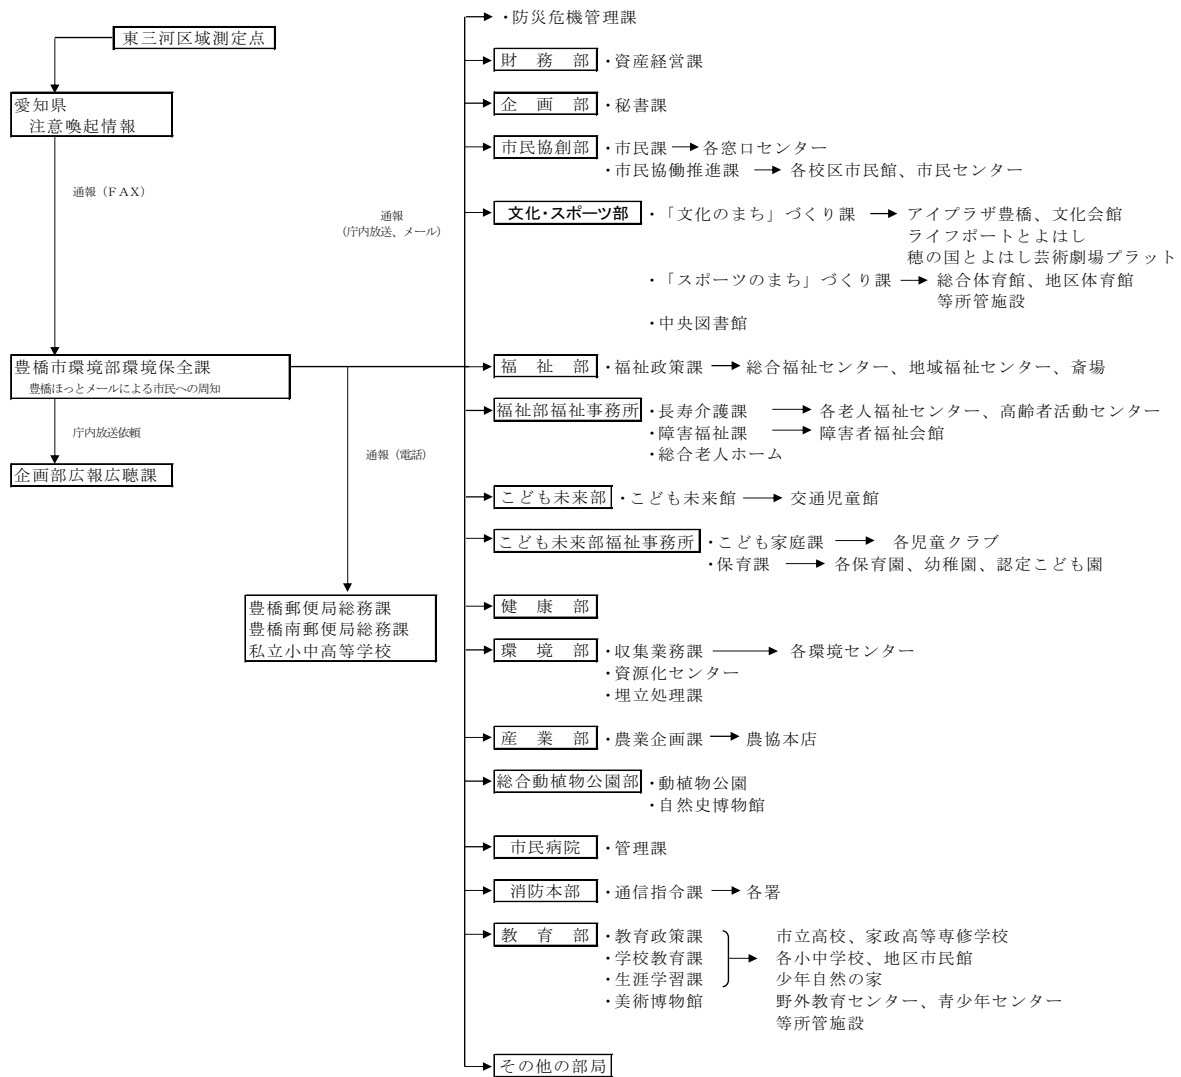 東三河区域測定点
愛知県
注意喚起情報
通報（ＦＡＸ）
豊橋市環境部環境保全課
豊橋ほっとメールによる市民への周知
庁内放送依頼
企画部広報広聴課
通報（電話）
豊橋郵便局総務課
豊橋南郵便局総務課
私立小中高等学校
通報
（庁内放送、メール）
・防災危機管理課
財　務　部 ・資産経営課
企　画　部 ・秘書課
市民協創部 ・市民課 → 各窓口センター
・市民協働推進課 → 各校区市民館、市民センター
文化・スポーツ部 ・「文化のまち」づくり課 → アイプラザ豊橋、文化会館
ライフポートとよはし
穂の国とよはし芸術劇場プラット
・「スポーツのまち」づくり課 → 総合体育館、地区体育館
等所管施設
・中央図書館
福　祉　部 ・福祉政策課 → 総合福祉センター、地域福祉センター、斎場
福祉部福祉事務所 ・長寿介護課 → 各老人福祉センター、高齢者活動センター
・障害福祉課 → 障害者福祉会館
・総合老人ホーム
こども未来部 ・こども未来館 → 交通児童館
こども未来部福祉事務所 ・こども家庭課 → 各児童クラブ
・保育課 → 各保育園、幼稚園、認定こども園
健　康　部
環　境　部 ・収集業務課 → 各環境センター
・資源化センター
・埋立処理課
産　業　部 ・農業企画課 → 農協本店
総合動植物公園部 ・動植物公園
・自然史博物館
市民病院 ・管理課
消防本部 ・通信指令課 → 各署
教　育　部 ・教育政策課 市立高校、家政高等専修学校
・学校教育課 → 各小中学校、地区市民館
・生涯学習課 少年自然の家
・美術博物館 野外教育センター、青少年センター
等所管施設
その他の部局